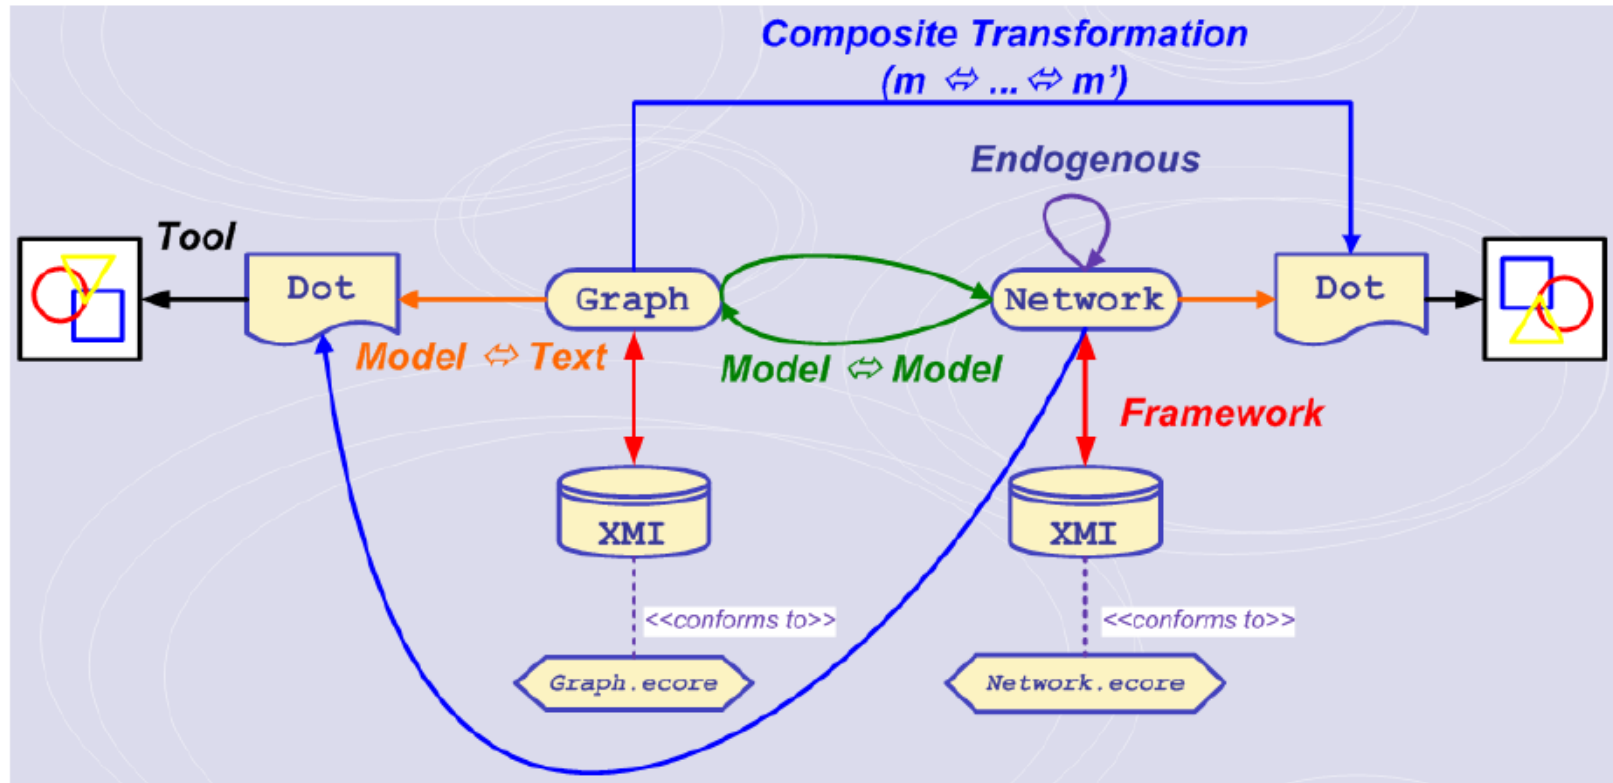 Composite Transformation
(m ⇔ ... ⇔ m’)
Endogenous
Tool
Dot
Graph
Network
Dot
Model ⇔ Text
Model ⇔ Model
Framework
XMI
XMI
<<conforms to>>
<<conforms to>>
Graph.ecore
Network.ecore